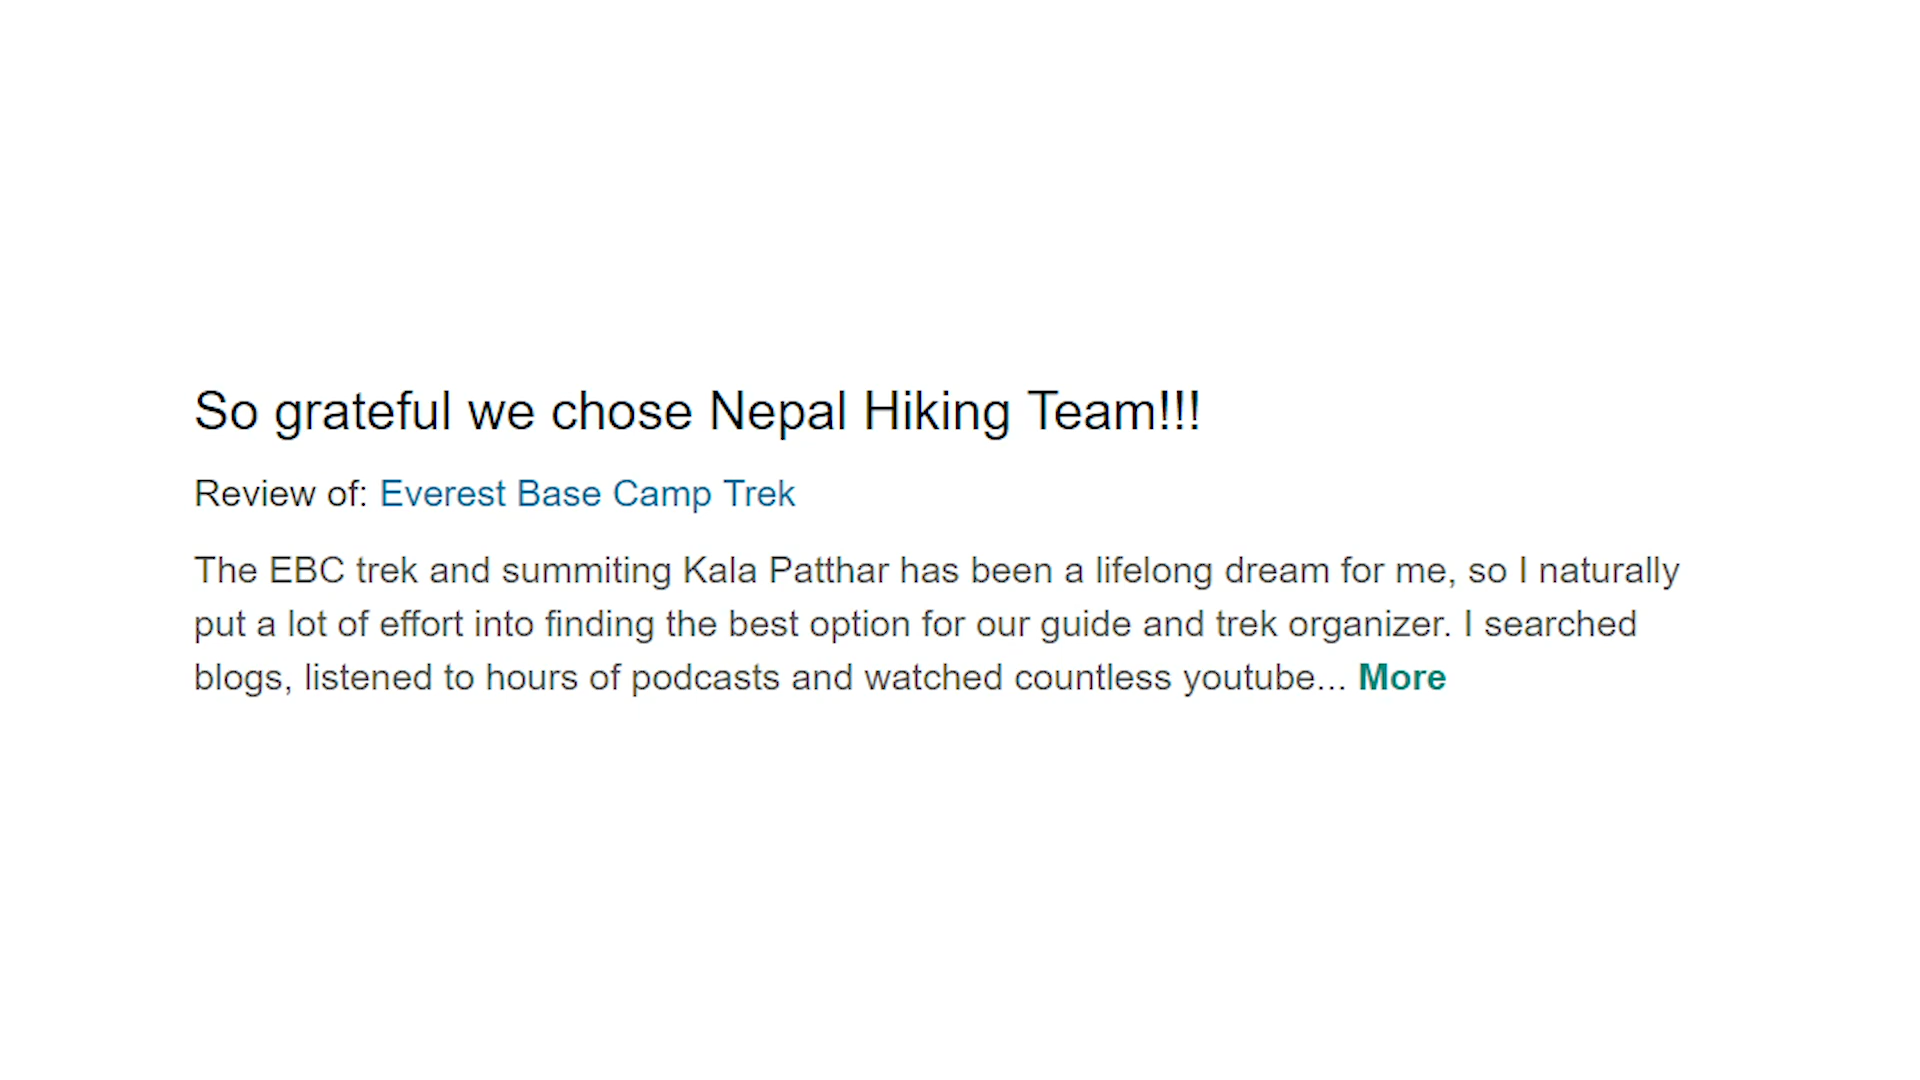 So grateful we chose Nepal Hiking Team!!!
Review of: Everest Base Camp Trek
The EBC trek and summiting Kala Patthar has been a lifelong dream for me, so I naturally
put a lot of effort into finding the best option for our guide and trek organizer. I searched
blogs, listened to hours of podcasts and watched countless youtube... More